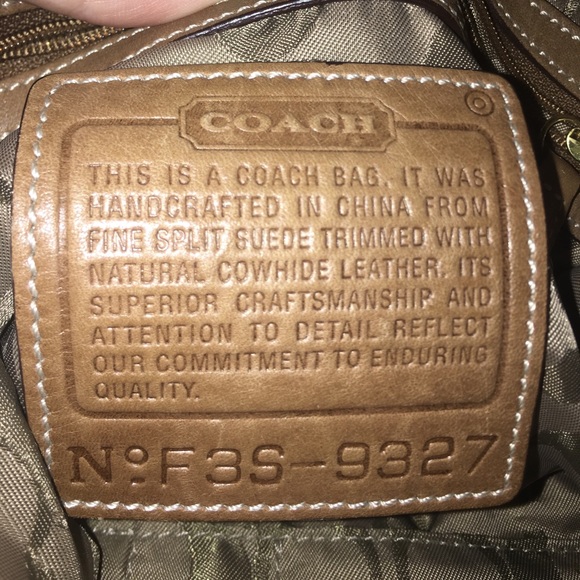 COACH
THIS IS A COACH BAG. IT WAS
HANDCRAFTED IN CHINA FROM
FINE SPLIT SUEDE TRIMMED WITH
NATURAL COWHIDE LEATHER. ITS
SUPERIOR CRAFTSMANSHIP AND
ATTENTION TO DETAIL REFLECT
OUR COMMITMENT TO ENDURING
QUALITY.
Nº F3S-9327